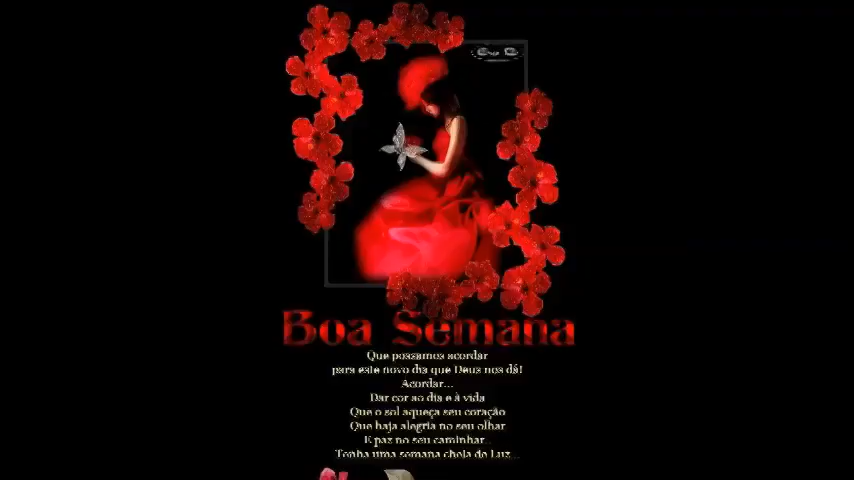 Boa Semana
Que possamos acordar
para este novo dia que Deus nos dá!
Acordar...
Dar cor ao dia e à vida
Que o sol aqueça seu coração
Que haja alegria no seu olhar
E paz no seu caminhar..
Tenha uma semana cheia de Luz...